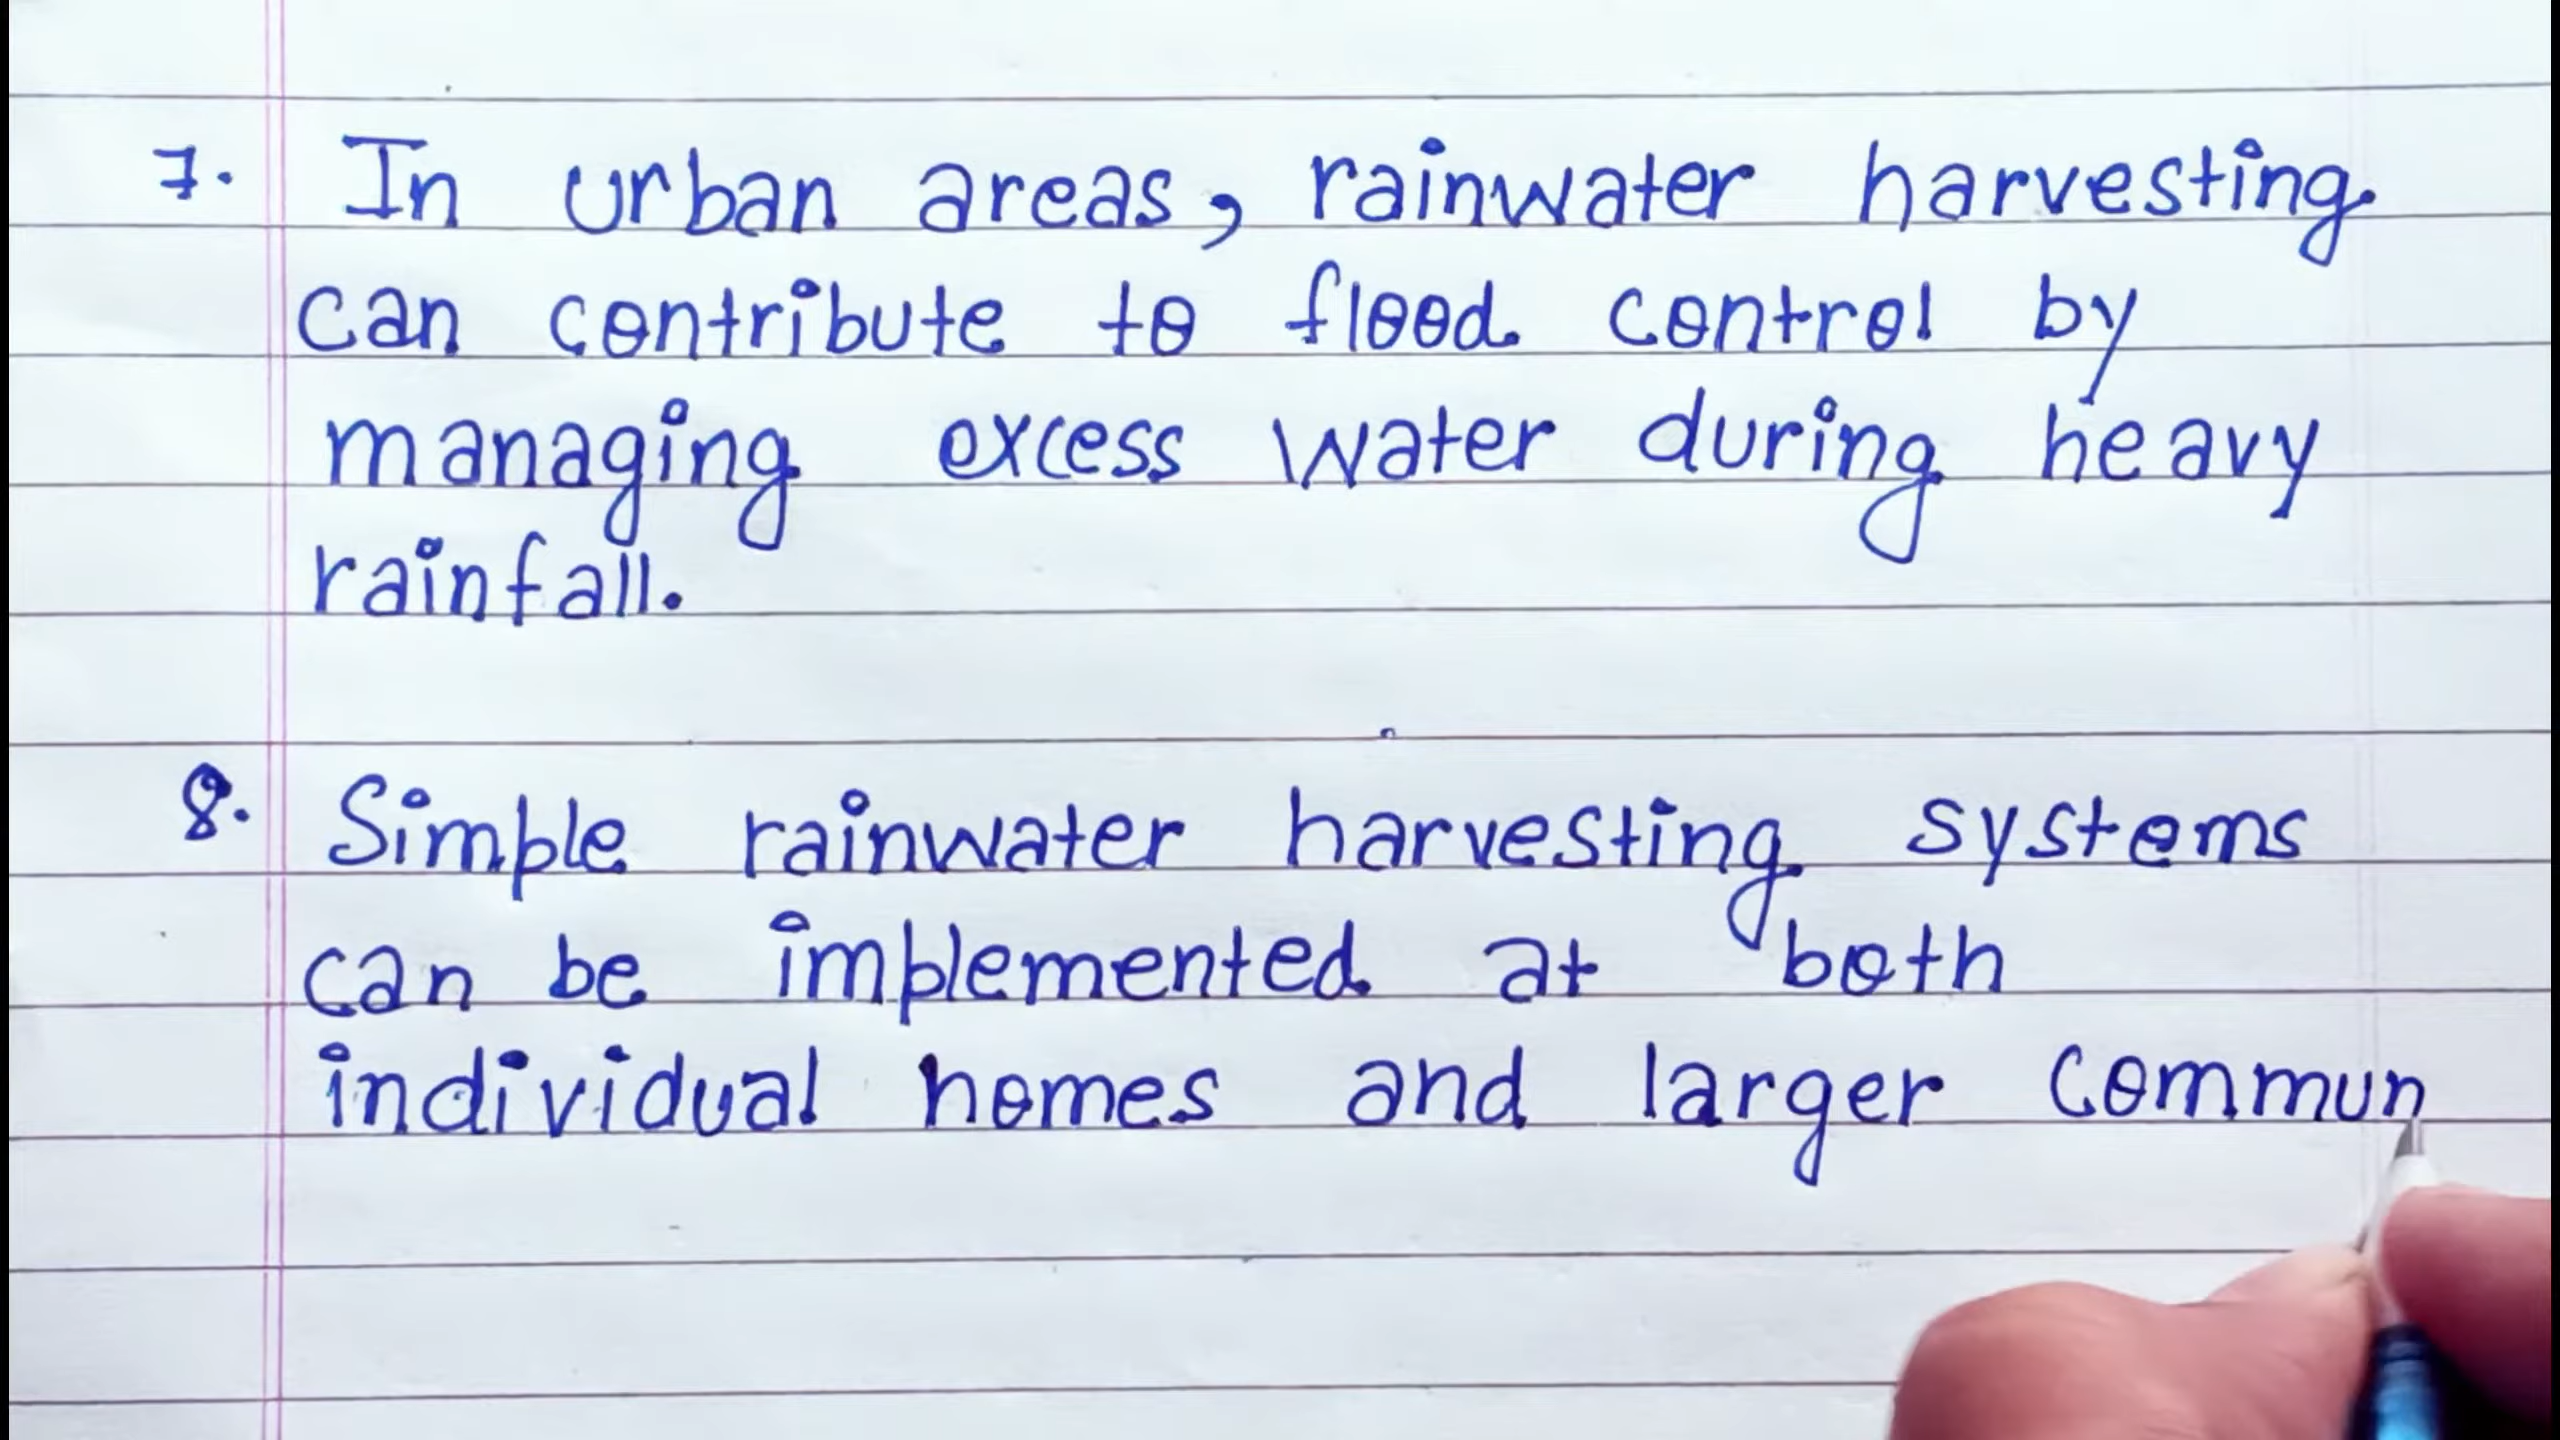 7. In urban areas, rainwater harvesting
can contribute to flood control by
managing excess water during heavy
rainfall.
8. Simple rainwater harvesting systems
can be implemented at both
individual homes and larger commun